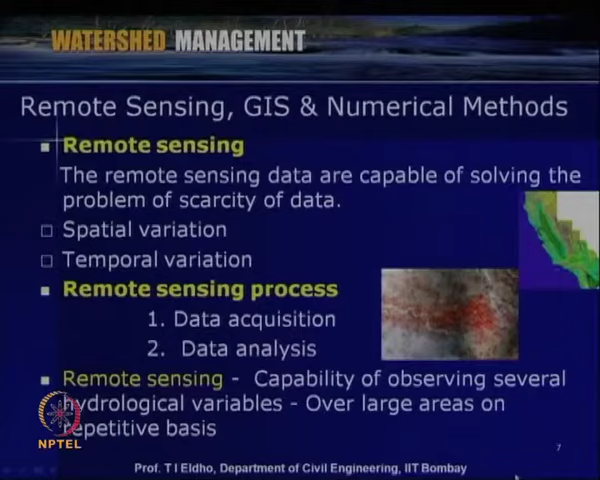 WATERSHED MANAGEMENT
Remote Sensing, GIS & Numerical Methods
Remote sensing
The remote sensing data are capable of solving the
problem of scarcity of data.
Spatial variation
Temporal variation
Remote sensing process
1. Data acquisition
2. Data analysis
Remote sensing - Capability of observing several
hydrological variables - Over large areas on
repetitive basis
NPTEL
7
Prof. T I Eldho, Department of Civil Engineering, IIT Bombay